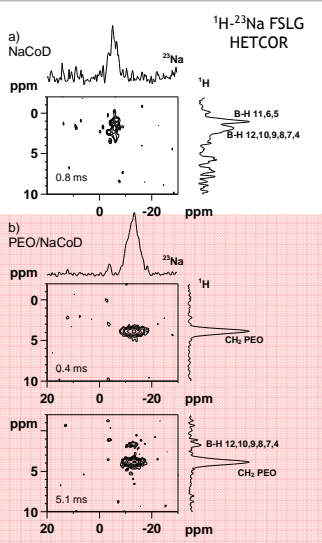 ¹H-²³Na FSLG
HETCOR
a)
NaCoD
²³Na
ppm
¹H
0
5
10
B-H 11,6,5
B-H 12,10,9,8,7,4
0.8 ms
0 -20 ppm
b)
PEO/NaCoD
²³Na
ppm
¹H
0
5
10
CH₂ PEO
0.4 ms
0 -20 ppm
ppm
5
10
B-H 12,10,9,8,7,4
CH₂ PEO
5.1 ms
20 0 -20 ppm